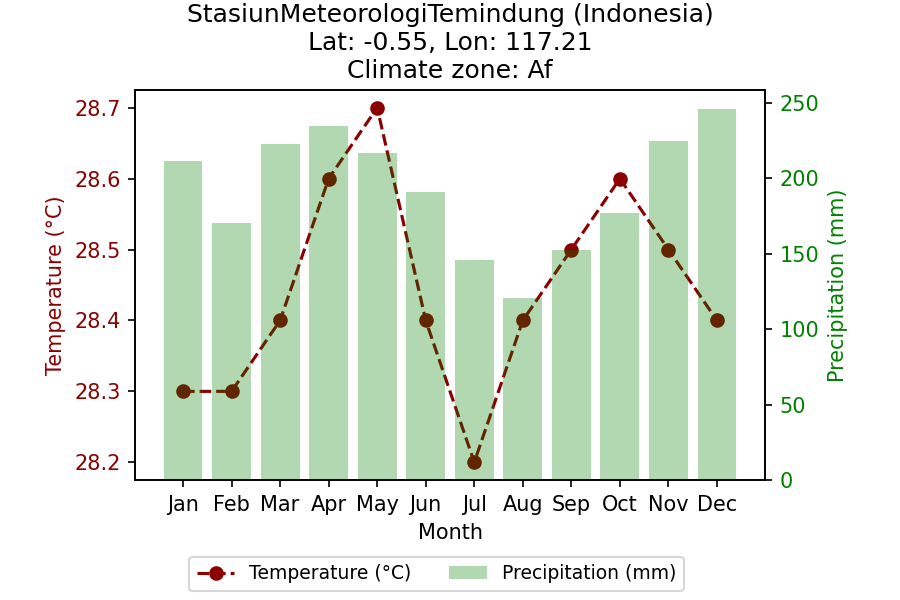 StasiunMeteorologiTemindung (Indonesia)
Lat: -0.55, Lon: 117.21
Climate zone: Af
28.7
28.6
28.5
28.4
28.3
28.2
Temperature (°C)
250
200
150
100
50
0
Precipitation (mm)
Jan Feb Mar Apr May Jun Jul Aug Sep Oct Nov Dec
Month
Temperature (°C) Precipitation (mm)